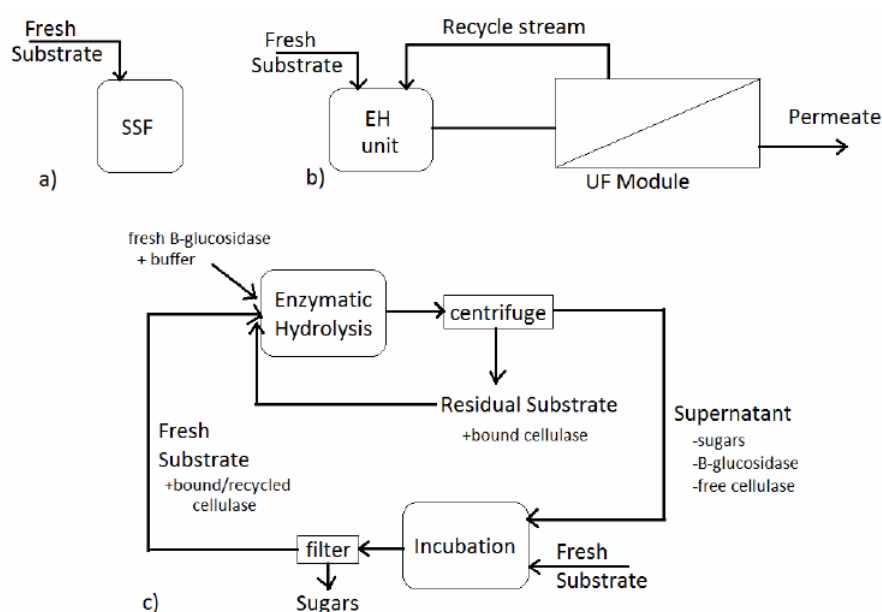 Fresh
Substrate
SSF
a)
Fresh
Substrate
Recycle stream
EH
unit
Permeate
UF Module
b)
fresh B-glucosidase
+ buffer
Enzymatic
Hydrolysis
centrifuge
Residual Substrate
+bound cellulase
Supernatant
-sugars
-B-glucosidase
-free cellulase
Fresh
Substrate
+bound/recycled
cellulase
filter
Incubation
Fresh
Substrate
Sugars
c)